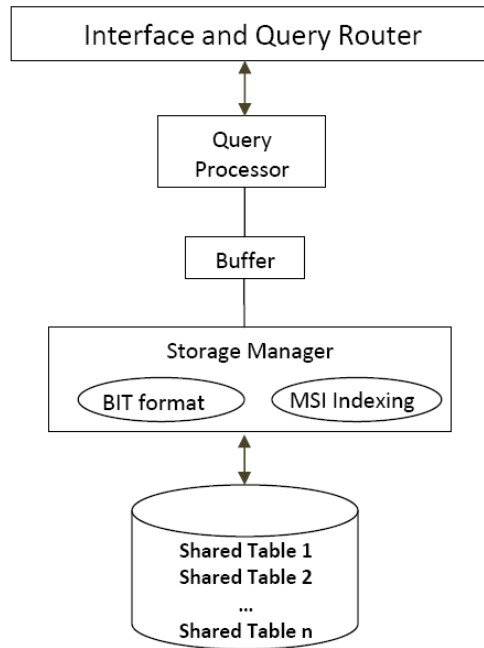 Interface and Query Router
Query
Processor
Buffer
Storage Manager
BIT format
MSI Indexing
Shared Table 1
Shared Table 2
...
Shared Table n